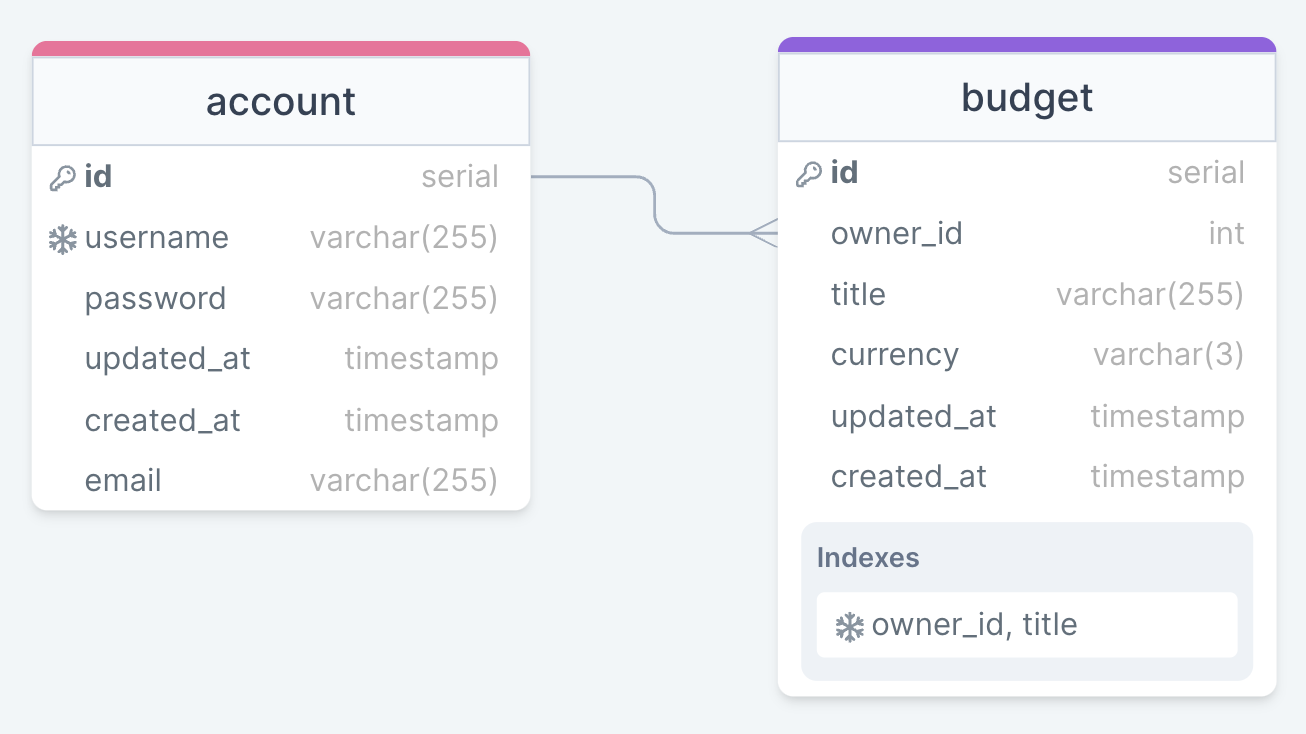 account
id serial
username varchar(255)
password varchar(255)
updated_at timestamp
created_at timestamp
email varchar(255)
budget
id serial
owner_id int
title varchar(255)
currency varchar(3)
updated_at timestamp
created_at timestamp
Indexes
owner_id, title